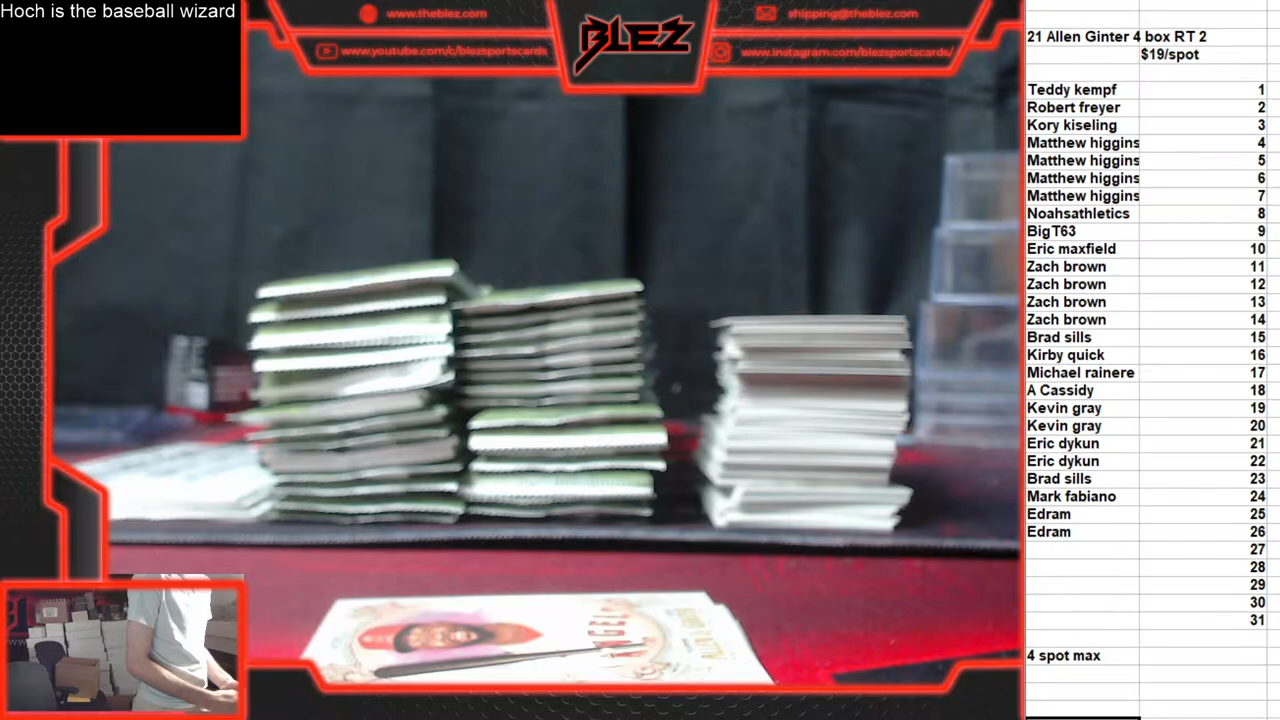 Hoch is the baseball wizard
www.theblez.com
shipping@theblez.com
BLEZ
www.youtube.com/c/blezsportscards
www.instagram.com/blezsportscards/
21 Allen Ginter 4 box RT 2
$19/spot
Teddy kempf 1
Robert freyer 2
Kory kiseling 3
Matthew higgins 4
Matthew higgins 5
Matthew higgins 6
Matthew higgins 7
Noahsathletics 8
BigT63 9
Eric maxfield 10
Zach brown 11
Zach brown 12
Zach brown 13
Zach brown 14
Brad sills 15
Kirby quick 16
Michael rainere 17
A Cassidy 18
Kevin gray 19
Kevin gray 20
Eric dykun 21
Eric dykun 22
Brad sills 23
Mark fabiano 24
Edram 25
Edram 26
27
28
29
30
31
4 spot max